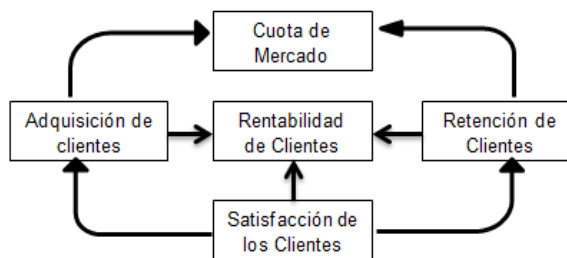 Cuota de
Mercado
Adquisición de
clientes
Rentabilidad
de Clientes
Retención de
Clientes
Satisfacción de
los Clientes